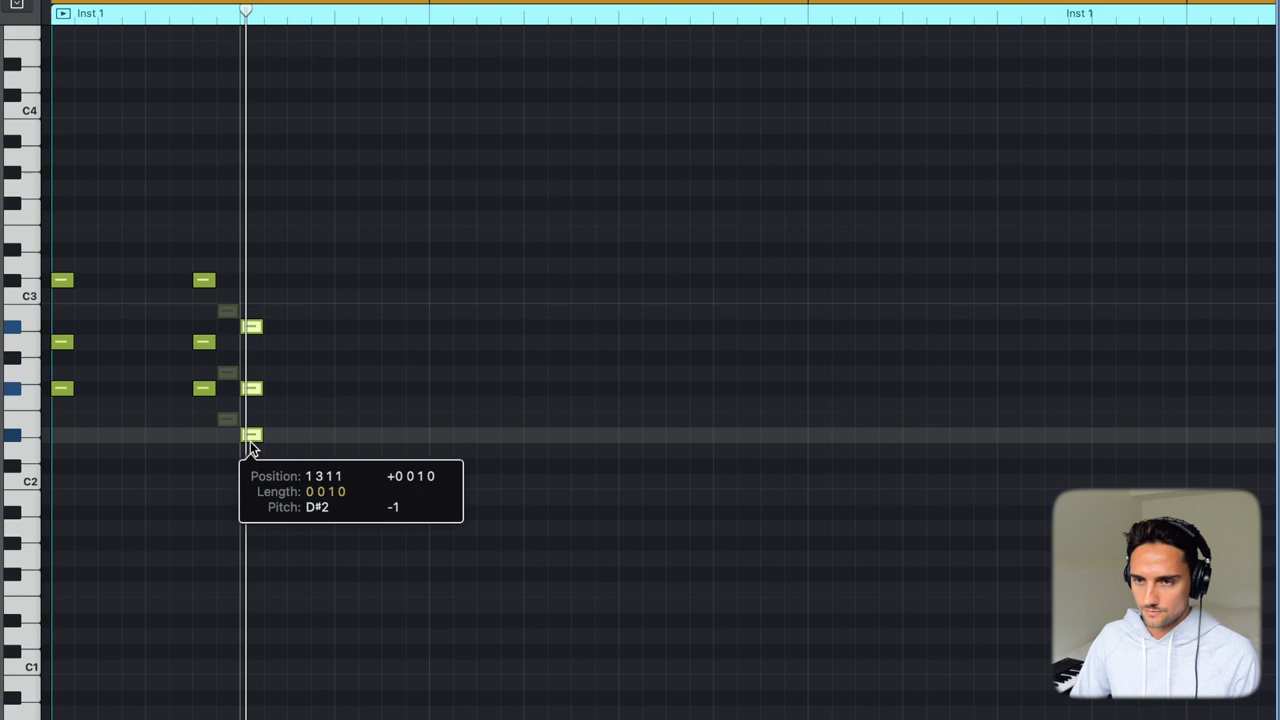 Inst 1 Inst 1
C4
C3
Position: 1 3 1 1 +0 0 1 0
Length: 0 0 1 0
Pitch: D#2 -1
C2
C1